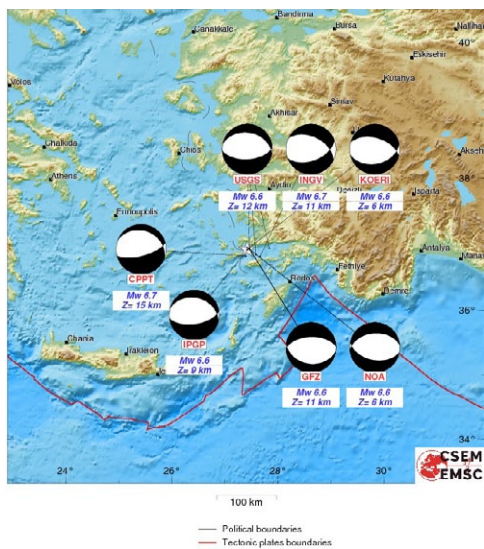 Bandirma
Bursa
Canakkale
Nallihan
40°
Eskisehir
Kutahya
Volos
Simav
Akhisar
Chalkida
Chios
Athens
USGS
INGV
KOERI
Aksehir
38°
Mw 6.6
Z= 12 km
Mw 6.7
Z= 11 km
Mw 6.6
Z= 6 km
Aydin
Isparta
Ermoupolis
CPPT
Mw 6.7
Z= 15 km
Antalya
Fethiye
Rodos
Demre
36°
IPGP
Mw 6.6
Z= 9 km
Chania
Irakleion
GFZ
NOA
Mw 6.6
Z= 11 km
Mw 6.6
Z= 6 km
34°
24°
26°
28°
30°
CSEM
EMSC
100 km
Political boundaries
Tectonic plates boundaries